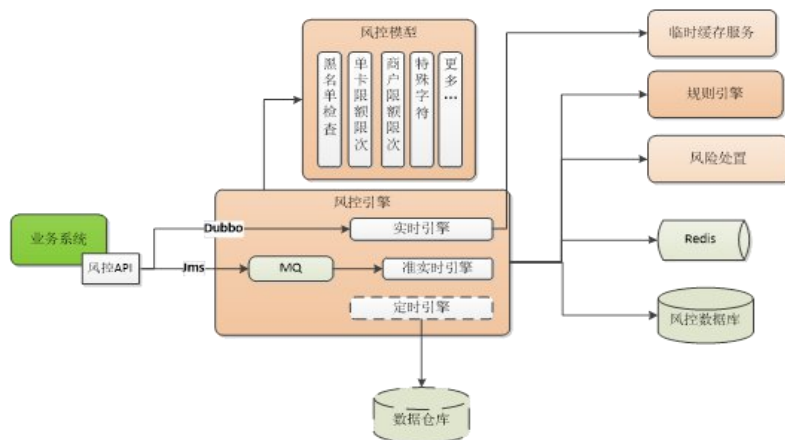 风控模型
黑名单检查
单卡限额限次
商户限额限次
特殊字符
更多...
临时缓存服务
规则引擎
风险处置
风控引擎
业务系统
风控API
Dubbo
实时引擎
Jms
MQ
准实时引擎
定时引擎
Redis
风控数据库
数据仓库